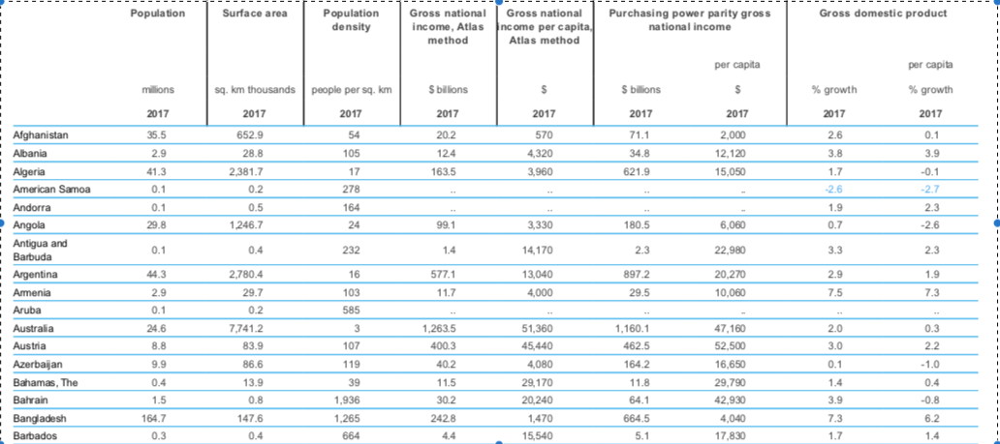 Population Surface area Population density Gross national income, Atlas method Gross national income per capita, Atlas method Purchasing power parity gross national income Gross domestic product
per capita per capita
millions sq. km thousands people per sq. km $ billions $ $ billions $ % growth % growth
2017 2017 2017 2017 2017 2017 2017 2017 2017
Afghanistan 35.5 652.9 54 20.2 570 71.1 2,000 2.6 0.1
Albania 2.9 28.8 105 12.4 4,320 34.8 12,120 3.8 3.9
Algeria 41.3 2,381.7 17 163.5 3,960 621.9 15,050 1.7 -0.1
American Samoa 0.1 0.2 278 .. .. .. .. -2.6 -2.7
Andorra 0.1 0.5 164 .. .. .. .. 1.9 2.3
Angola 29.8 1,246.7 24 99.1 3,330 180.5 6,060 0.7 -2.6
Antigua and Barbuda 0.1 0.4 232 1.4 14,170 2.3 22,980 3.3 2.3
Argentina 44.3 2,780.4 16 577.1 13,040 897.2 20,270 2.9 1.9
Armenia 2.9 29.7 103 11.7 4,000 29.5 10,060 7.5 7.3
Aruba 0.1 0.2 585 .. .. .. .. .. ..
Australia 24.6 7,741.2 3 1,263.5 51,360 1,160.1 47,160 2.0 0.3
Austria 8.8 83.9 107 400.3 45,440 462.5 52,500 3.0 2.2
Azerbaijan 9.9 86.6 119 40.2 4,080 164.2 16,650 0.1 -1.0
Bahamas, The 0.4 13.9 39 11.5 29,170 11.8 29,790 1.4 0.4
Bahrain 1.5 0.8 1,936 30.2 20,240 64.1 42,930 3.9 -0.8
Bangladesh 164.7 147.6 1,265 242.8 1,470 664.5 4,040 7.3 6.2
Barbados 0.3 0.4 664 4.4 15,540 5.1 17,830 1.7 1.4